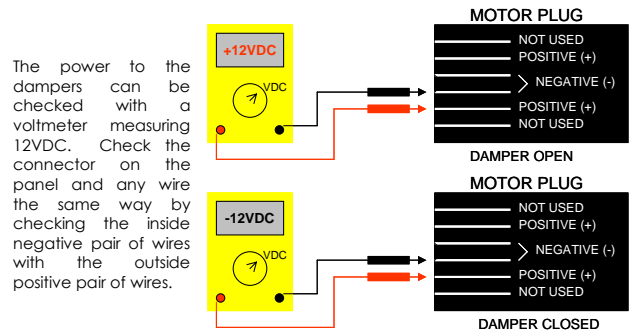 The power to the
dampers can be
checked with a
voltmeter measuring
12VDC. Check the
connector on the
panel and any wire
the same way by
checking the inside
negative pair of wires
with the outside
positive pair of wires.
MOTOR PLUG
+12VDC
VDC
NOT USED
POSITIVE (+)
NEGATIVE (-)
POSITIVE (+)
NOT USED
DAMPER OPEN
MOTOR PLUG
-12VDC
VDC
NOT USED
POSITIVE (+)
NEGATIVE (-)
POSITIVE (+)
NOT USED
DAMPER CLOSED